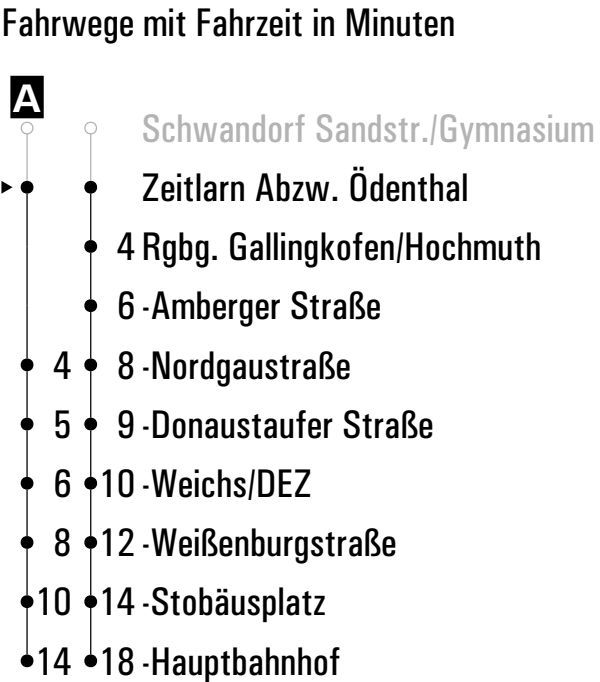 Fahrwege mit Fahrzeit in Minuten
A
Schwandorf Sandstr./Gymnasium
Zeitlarn Abzw. Ödenthal
4 Rgbg. Gallingkofen/Hochmuth
6 -Amberger Straße
4 8 -Nordgaustraße
5 9 -Donaustaufer Straße
6 10 -Weichs/DEZ
8 12 -Weißenburgstraße
10 14 -Stobäusplatz
14 18 -Hauptbahnhof